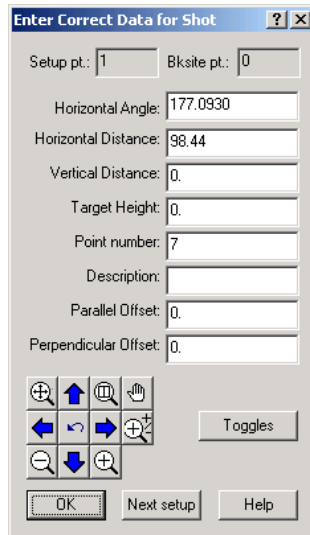 Enter Correct Data for Shot
Setup pt.: 1 Bksite pt.: 0
Horizontal Angle: 177.0930
Horizontal Distance: 98.44
Vertical Distance: 0.
Target Height: 0.
Point number: 7
Description:
Parallel Offset: 0.
Perpendicular Offset: 0.
Toggles
OK Next setup Help